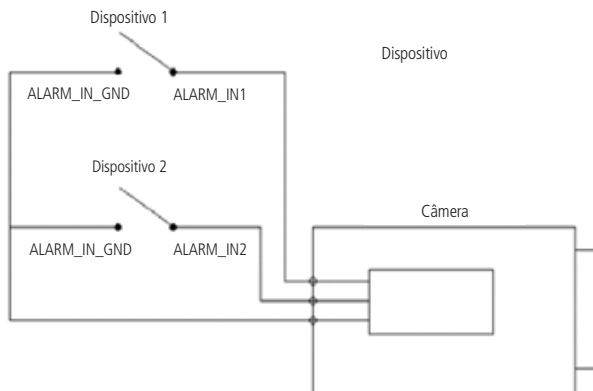 Dispositivo 1
Dispositivo
ALARM_IN_GND
ALARM_IN1
Dispositivo 2
Câmera
ALARM_IN_GND
ALARM_IN2